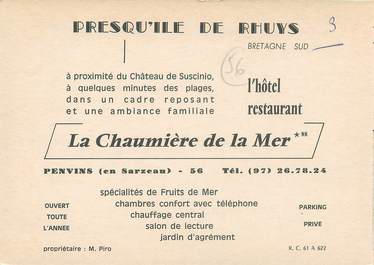 PRESQU'ILE DE RHUYS
3
BRETAGNE SUD
56
à proximité du Château de Suscinio,
à quelques minutes des plages,
dans un cadre reposant
et une ambiance familiale
l'hôtel
restaurant
La Chaumière de la Mer *NN
PENVINS (en Sarzeau) - 56 Tél. (97) 26.78.24
spécialités de Fruits de Mer
chambres confort avec téléphone
chauffage central
salon de lecture
jardin d'agrément
OUVERT
TOUTE
L'ANNÉE
PARKING
PRIVE
propriétaire : M. Piro
R. C. 61 A 622